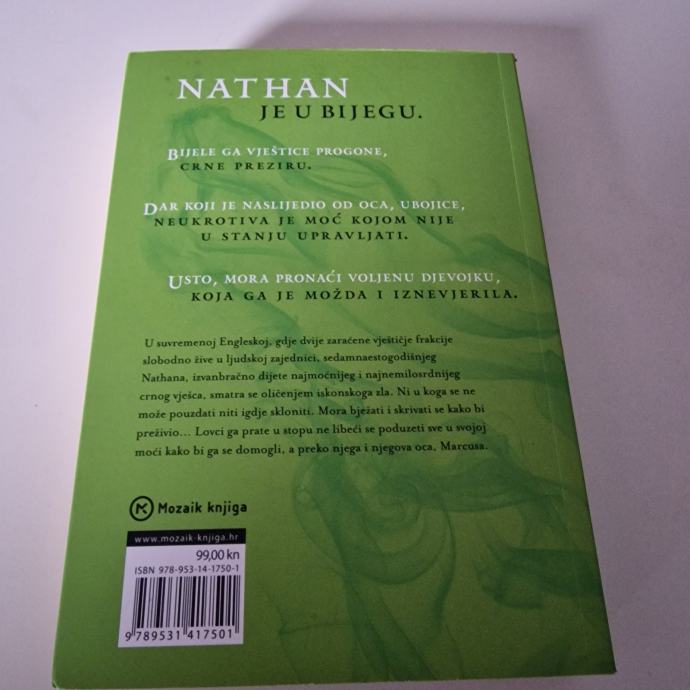 NATHAN
JE U BIJEGU.
BIJELE GA VJEŠTICE PROGONE,
CRNE PREZIRU.
DAR KOJI JE NASLIJEDIO OD OCA, UBOJICE,
NEUKROTIVA JE MOĆ KOJOM NIJE
U STANJU UPRAVLJATI.
USTO, MORA PRONAĆI VOLJENU DJEVOJKU,
KOJA GA JE MOŽDA I IZNEVJERILA.
U suvremenoj Engleskoj, gdje dvije zaraćene vještičje frakcije
slobodno žive u ljudskoj zajednici, sedamnaestogodišnjeg
Nathana, izvanbračno dijete najmoćnijeg i najnemilosrdnijeg
crnog vješca, smatra se oličenjem iskonskoga zla. Ni u koga se ne
može pouzdati niti igdje skloniti. Mora bježati i skrivati se kako bi
preživio... Lovci ga prate u stopu ne libeći se poduzeti sve u svojoj
moći kako bi ga se domogli, a preko njega i njegova oca, Marcusa.
Mozaik knjiga
www.mozaik-knjiga.hr
99,00 kn
ISBN 978-953-14-1750-1
9 789531 417501